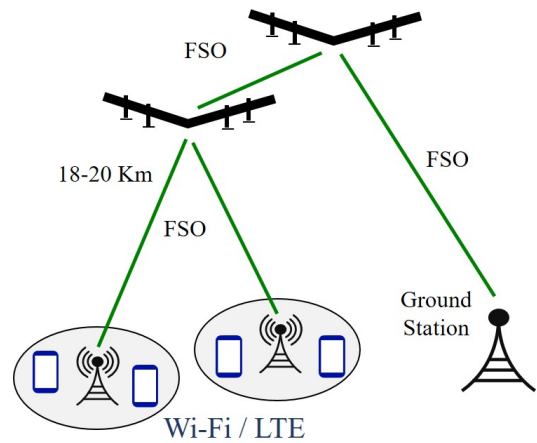 FSO
18-20 Km
FSO
FSO
Ground
Station
Wi-Fi / LTE